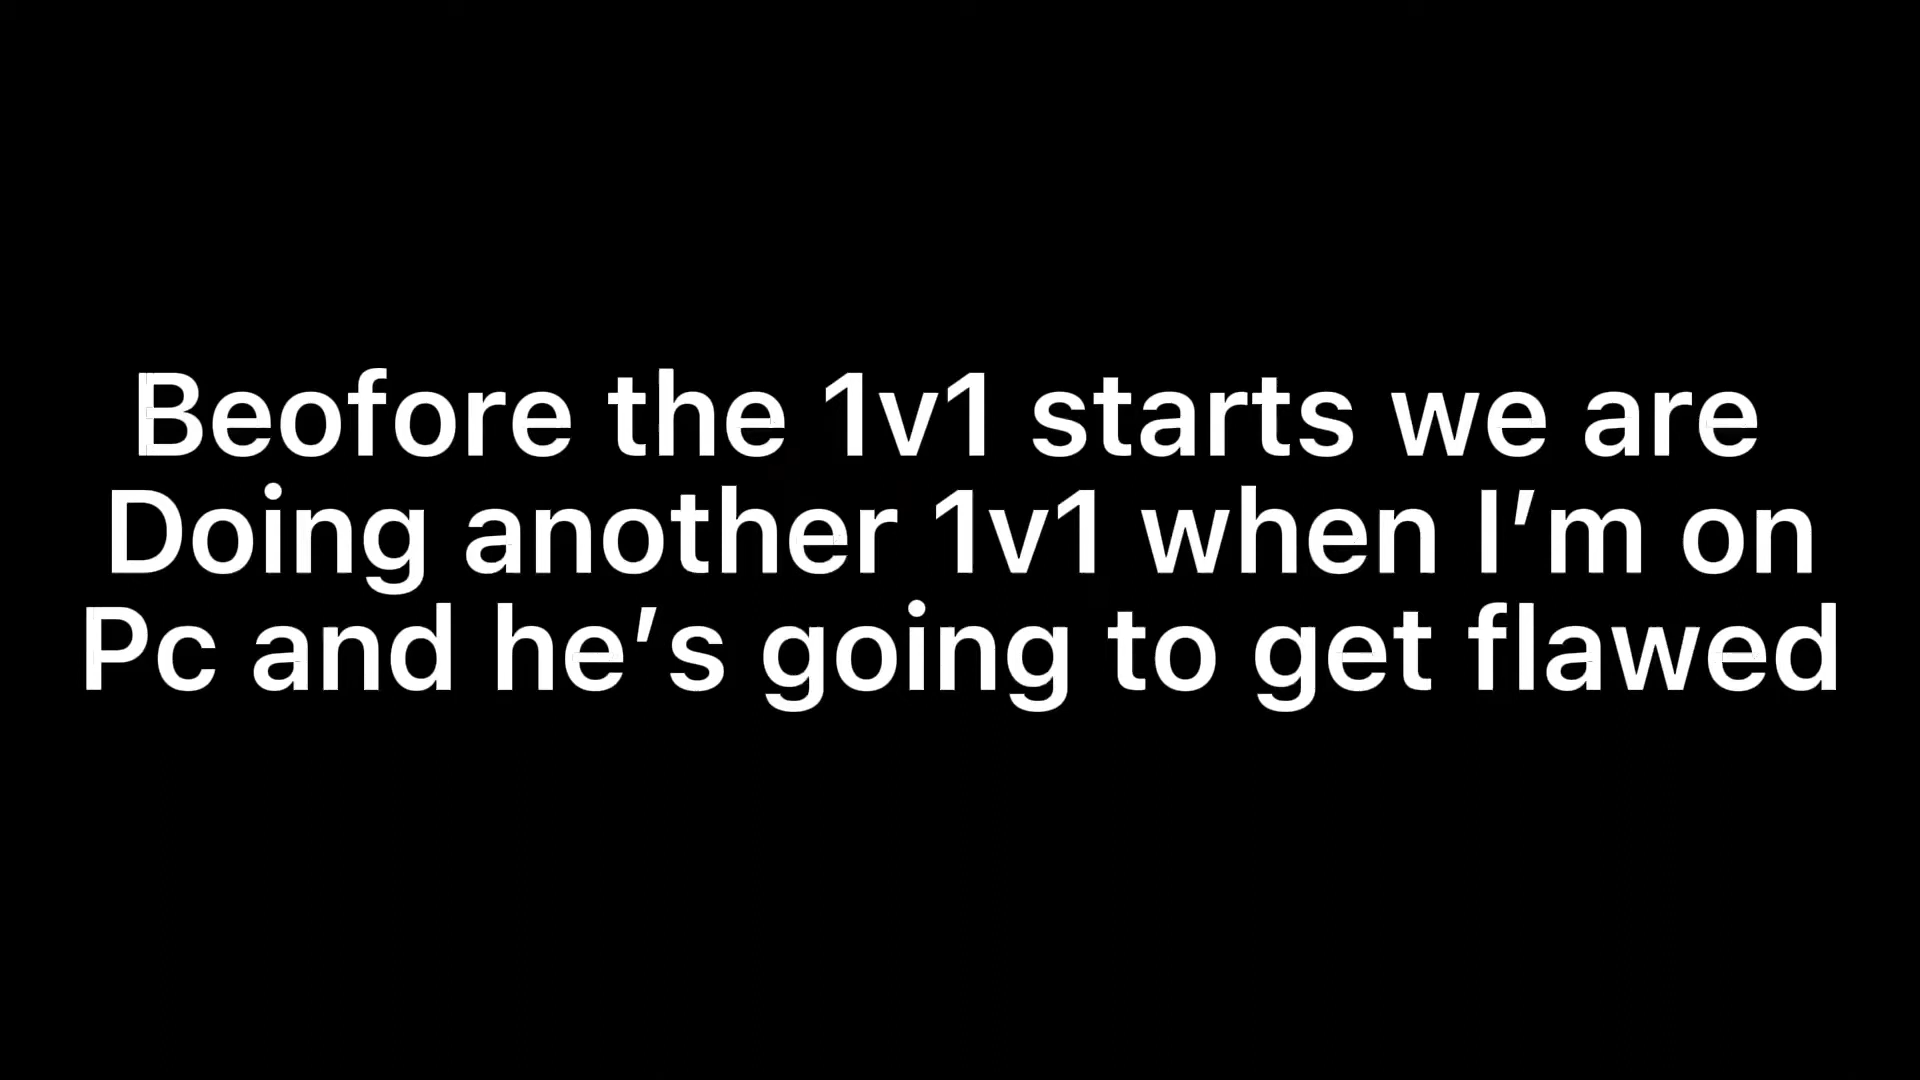 Beofore the 1v1 starts we are
Doing another 1v1 when I’m on
Pc and he’s going to get flawed